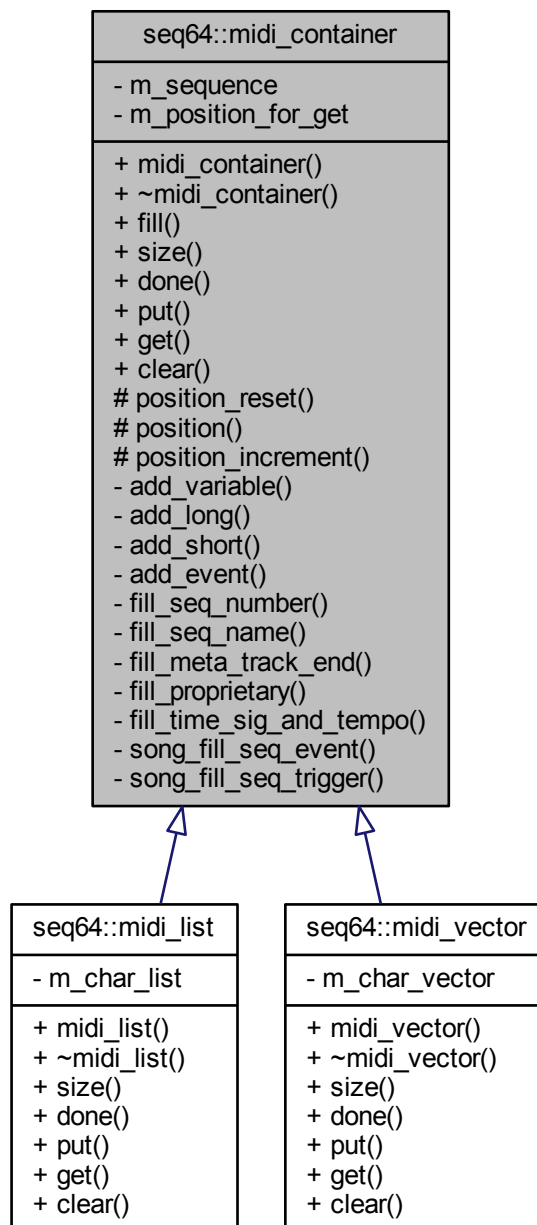 seq64::midi_container
- m_sequence
- m_position_for_get
+ midi_container()
+ ~midi_container()
+ fill()
+ size()
+ done()
+ put()
+ get()
+ clear()
# position_reset()
# position()
# position_increment()
- add_variable()
- add_long()
- add_short()
- add_event()
- fill_seq_number()
- fill_seq_name()
- fill_meta_track_end()
- fill_proprietary()
- fill_time_sig_and_tempo()
- song_fill_seq_event()
- song_fill_seq_trigger()
seq64::midi_list
- m_char_list
+ midi_list()
+ ~midi_list()
+ size()
+ done()
+ put()
+ get()
+ clear()
seq64::midi_vector
- m_char_vector
+ midi_vector()
+ ~midi_vector()
+ size()
+ done()
+ put()
+ get()
+ clear()